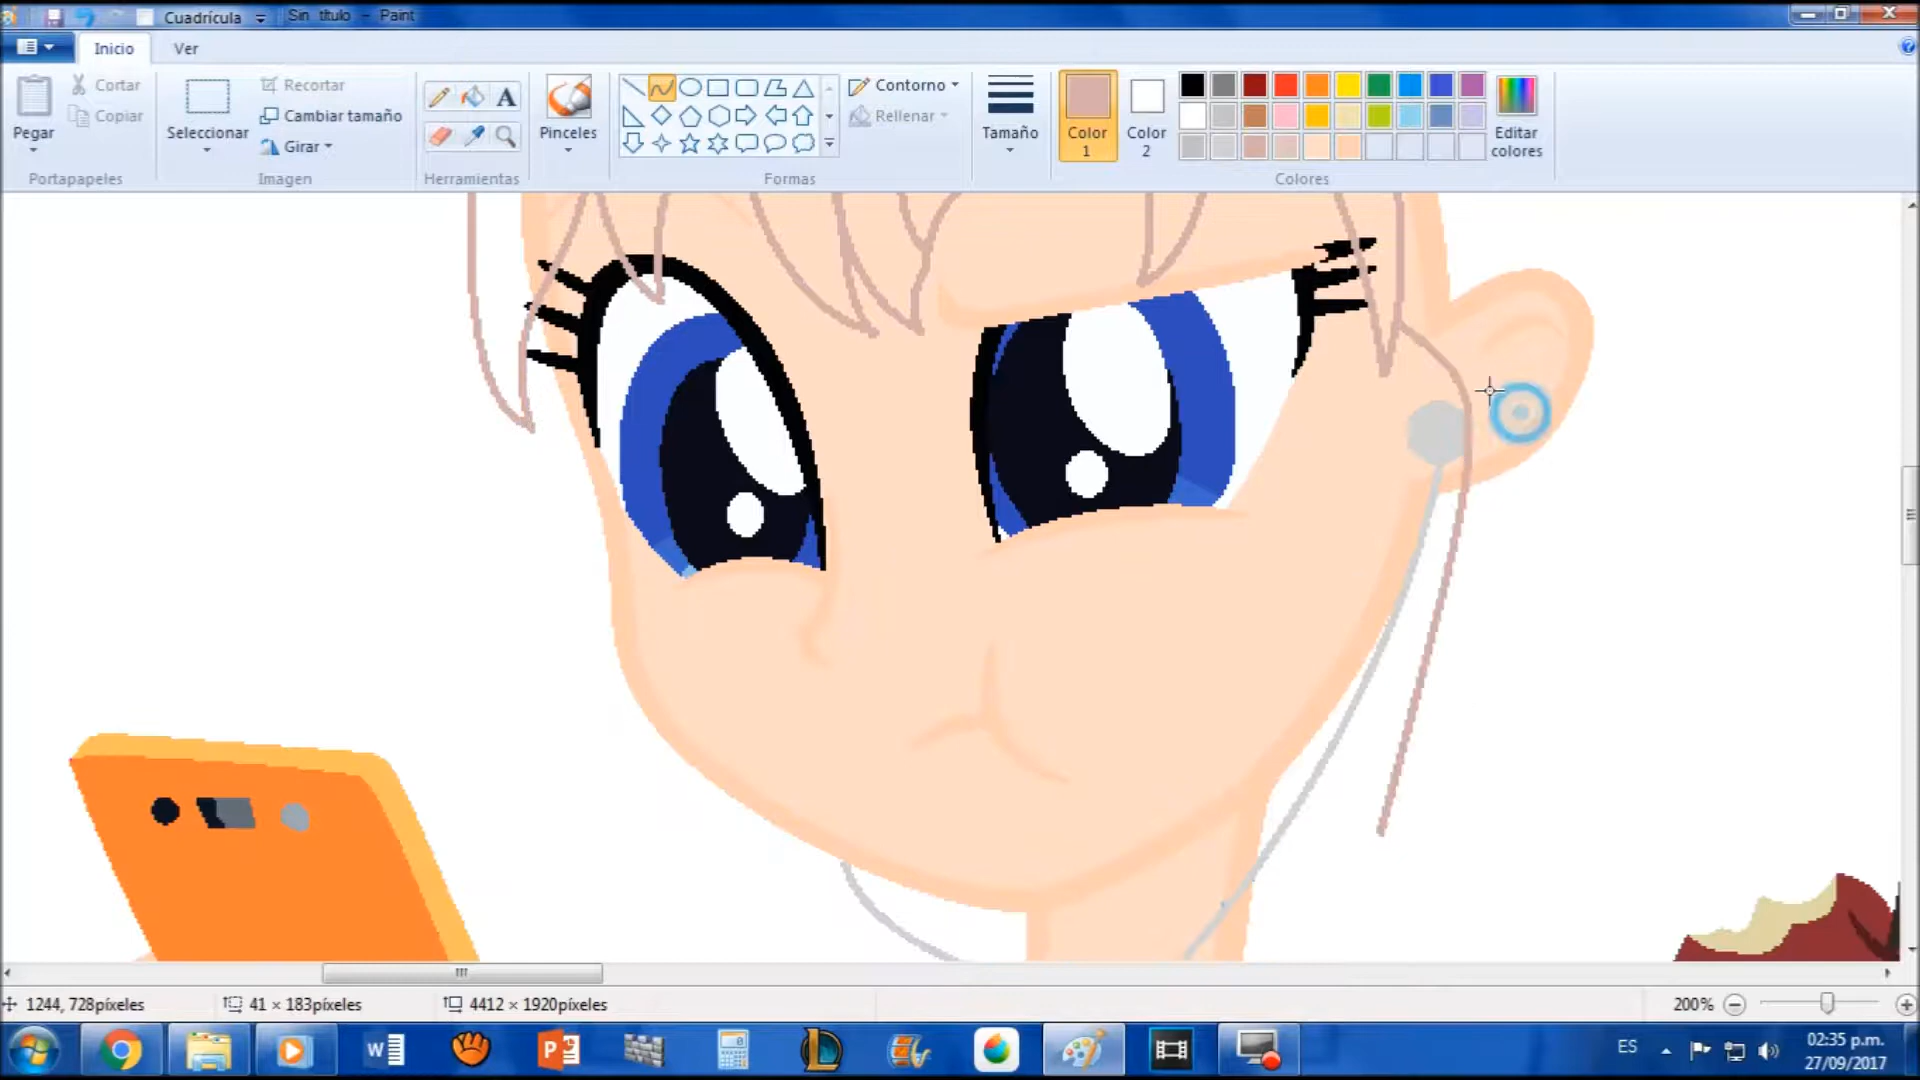 Cuadrícula Sin título - Paint
Inicio Ver
Pegar
Cortar
Copiar
Portapapeles
Seleccionar
Recortar
Cambiar tamaño
Girar
Imagen
A
Herramientas
Pinceles
Contorno
Rellenar
Formas
Tamaño
Color 1
Color 2
Editar colores
Colores
1244, 728píxeles 41 × 183píxeles 4412 × 1920píxeles 200%
W P ES
02:35 p.m.
27/09/2017